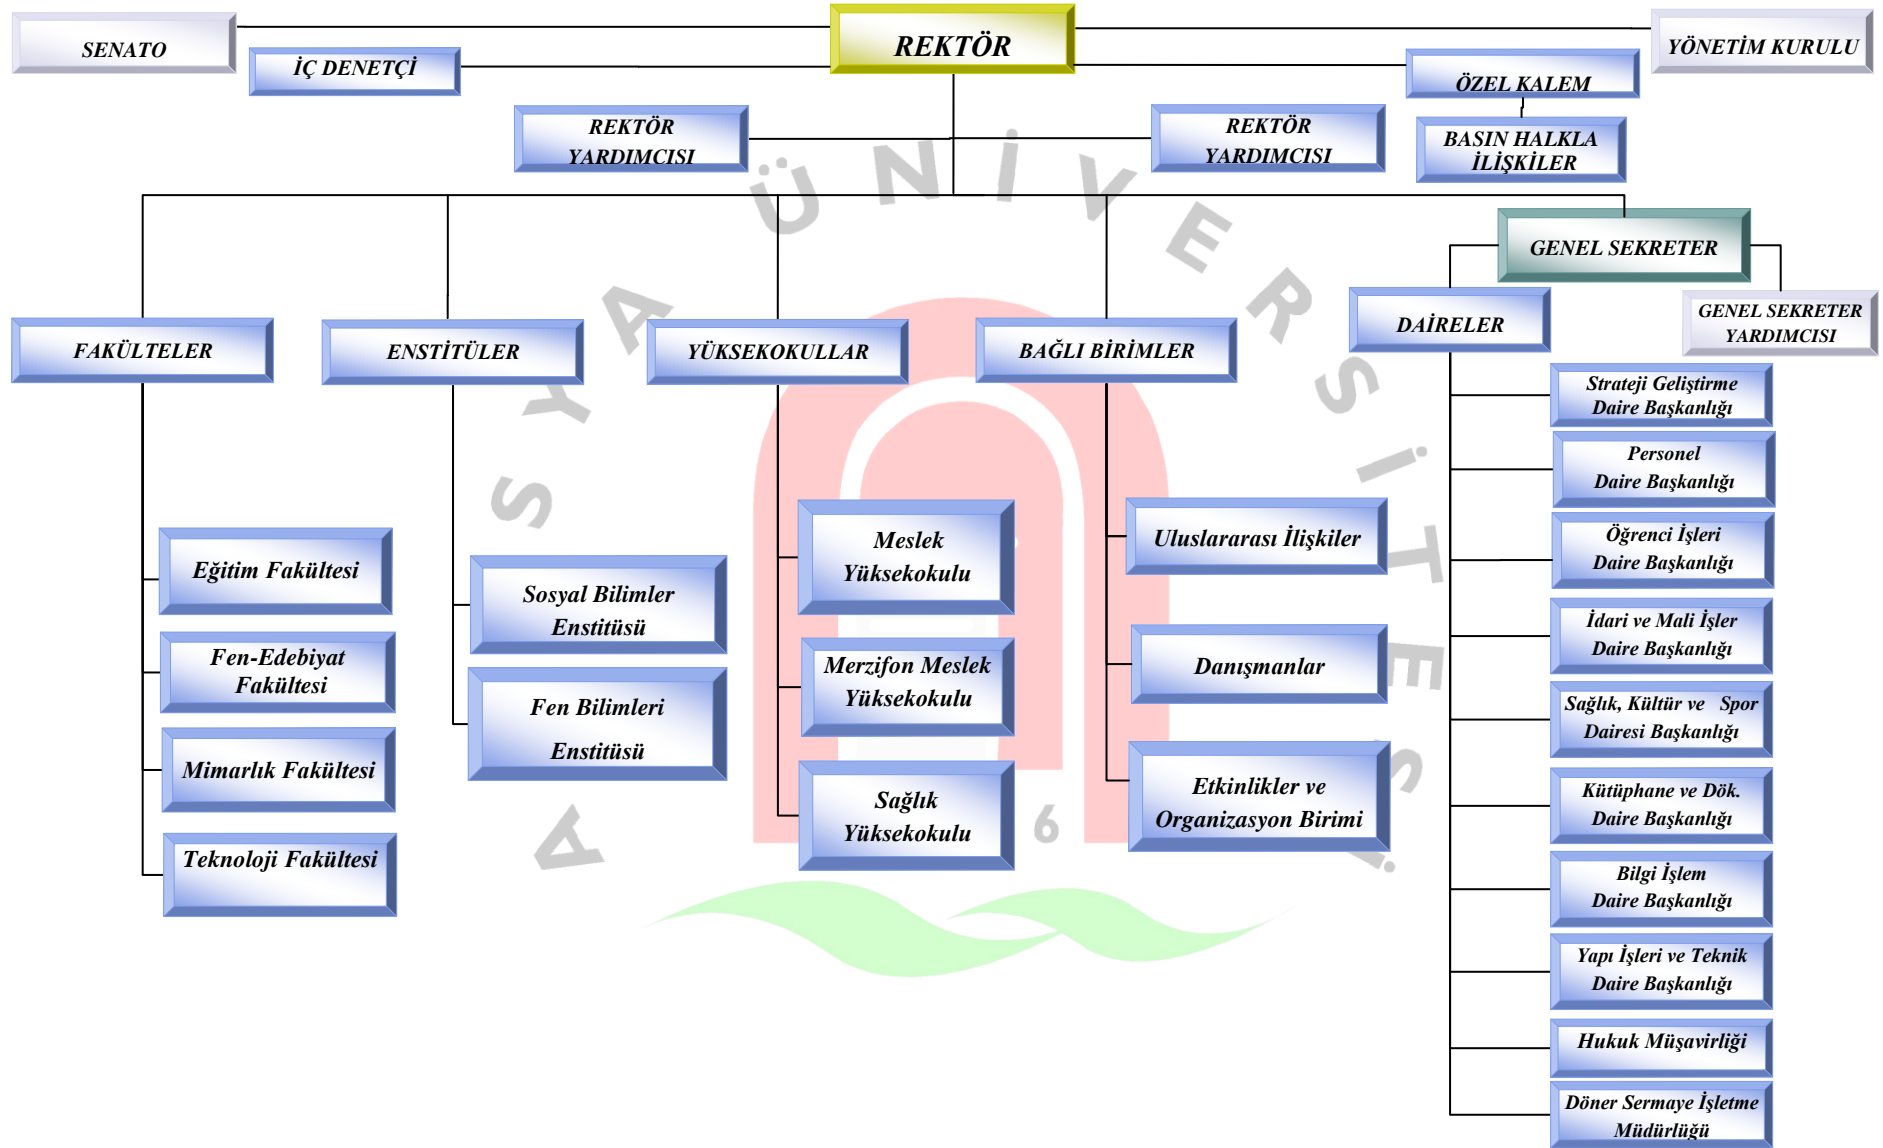 SENATO
REKTÖR
YÖNETİM KURULU
İÇ DENETÇİ
ÖZEL KALEM
REKTÖR
YARDIMCISI
REKTÖR
YARDIMCISI
BASIN HALKLA
İLİŞKİLER
GENEL SEKRETER
DAİRELER
GENEL SEKRETER
YARDIMCISI
FAKÜLTELER
ENSTİTÜLER
YÜKSEKOKULLAR
BAĞLI BİRİMLER
Eğitim Fakültesi
Fen-Edebiyat
Fakültesi
Mimarlık Fakültesi
Teknoloji Fakültesi
Sosyal Bilimler
Enstitüsü
Fen Bilimleri
Enstitüsü
Meslek
Yüksekokulu
Merzifon Meslek
Yüksekokulu
Sağlık
Yüksekokulu
Uluslararası İlişkiler
Danışmanlar
Etkinlikler ve
Organizasyon Birimi
Strateji Geliştirme
Daire Başkanlığı
Personel
Daire Başkanlığı
Öğrenci İşleri
Daire Başkanlığı
İdari ve Mali İşler
Daire Başkanlığı
Sağlık, Kültür ve Spor
Dairesi Başkanlığı
Kütüphane ve Dök.
Daire Başkanlığı
Bilgi İşlem
Daire Başkanlığı
Yapı İşleri ve Teknik
Daire Başkanlığı
Hukuk Müşavirliği
Döner Sermaye İşletme
Müdürlüğü
ÜNİVERSİTESİ
6